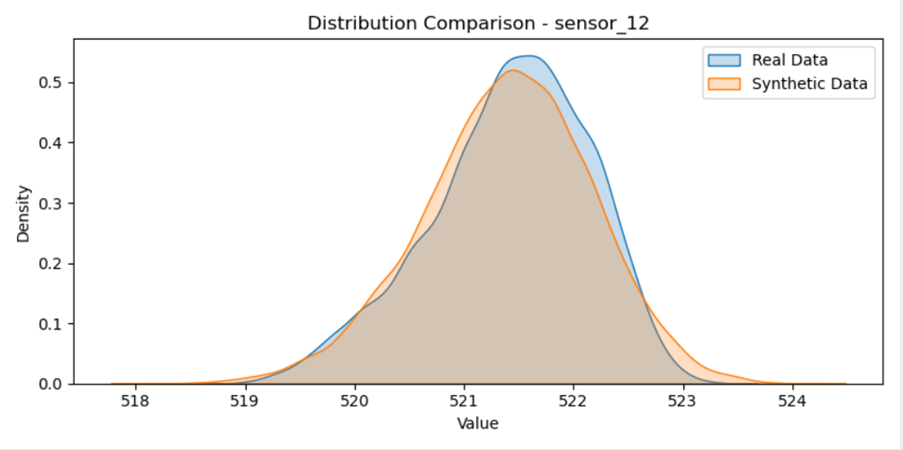 Distribution Comparison - sensor_12
Real Data
Synthetic Data
0.5
0.4
0.3
0.2
0.1
0.0
Density
518 519 520 521 522 523 524
Value